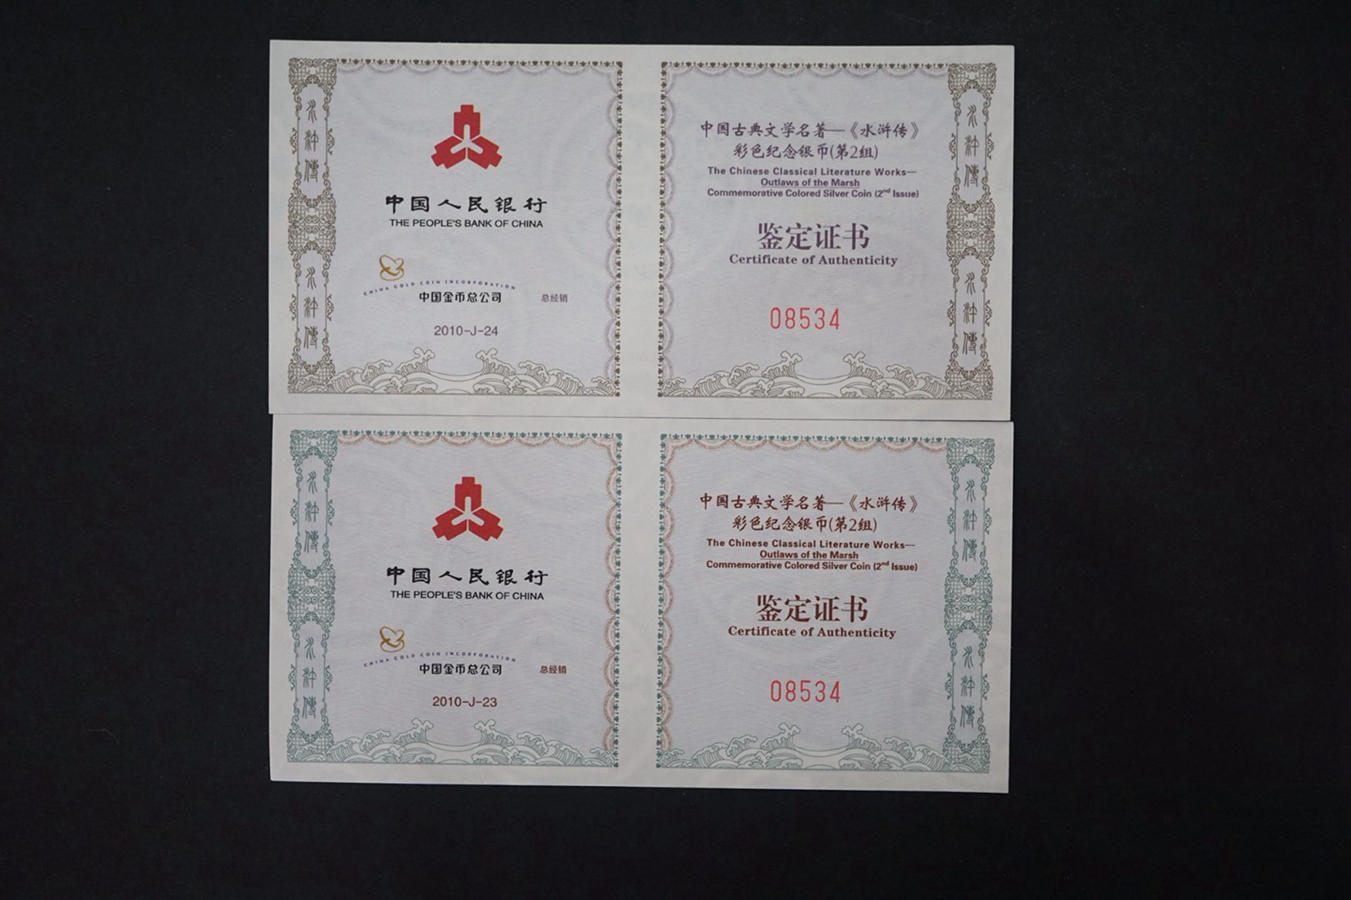 水浒传
水浒传
中国人民银行
THE PEOPLE'S BANK OF CHINA
CHINA GOLD COIN INCORPORATION
中国金币总公司 总经销
2010-J-24
中国古典文学名著—《水浒传》
彩色纪念银币(第2组)
The Chinese Classical Literature Works—
Outlaws of the Marsh
Commemorative Colored Silver Coin (2nd Issue)
鉴定证书
Certificate of Authenticity
08534
水浒傳
水浒傳
水浒傳
水浒傳
中国人民银行
THE PEOPLE'S BANK OF CHINA
CHINA GOLD COIN INCORPORATION
中国金币总公司 总经销
2010-J-23
中国古典文学名著—《水浒传》
彩色纪念银币(第2组)
The Chinese Classical Literature Works—
Outlaws of the Marsh
Commemorative Colored Silver Coin (2nd Issue)
鉴定证书
Certificate of Authenticity
08534
水浒傳
水浒傳